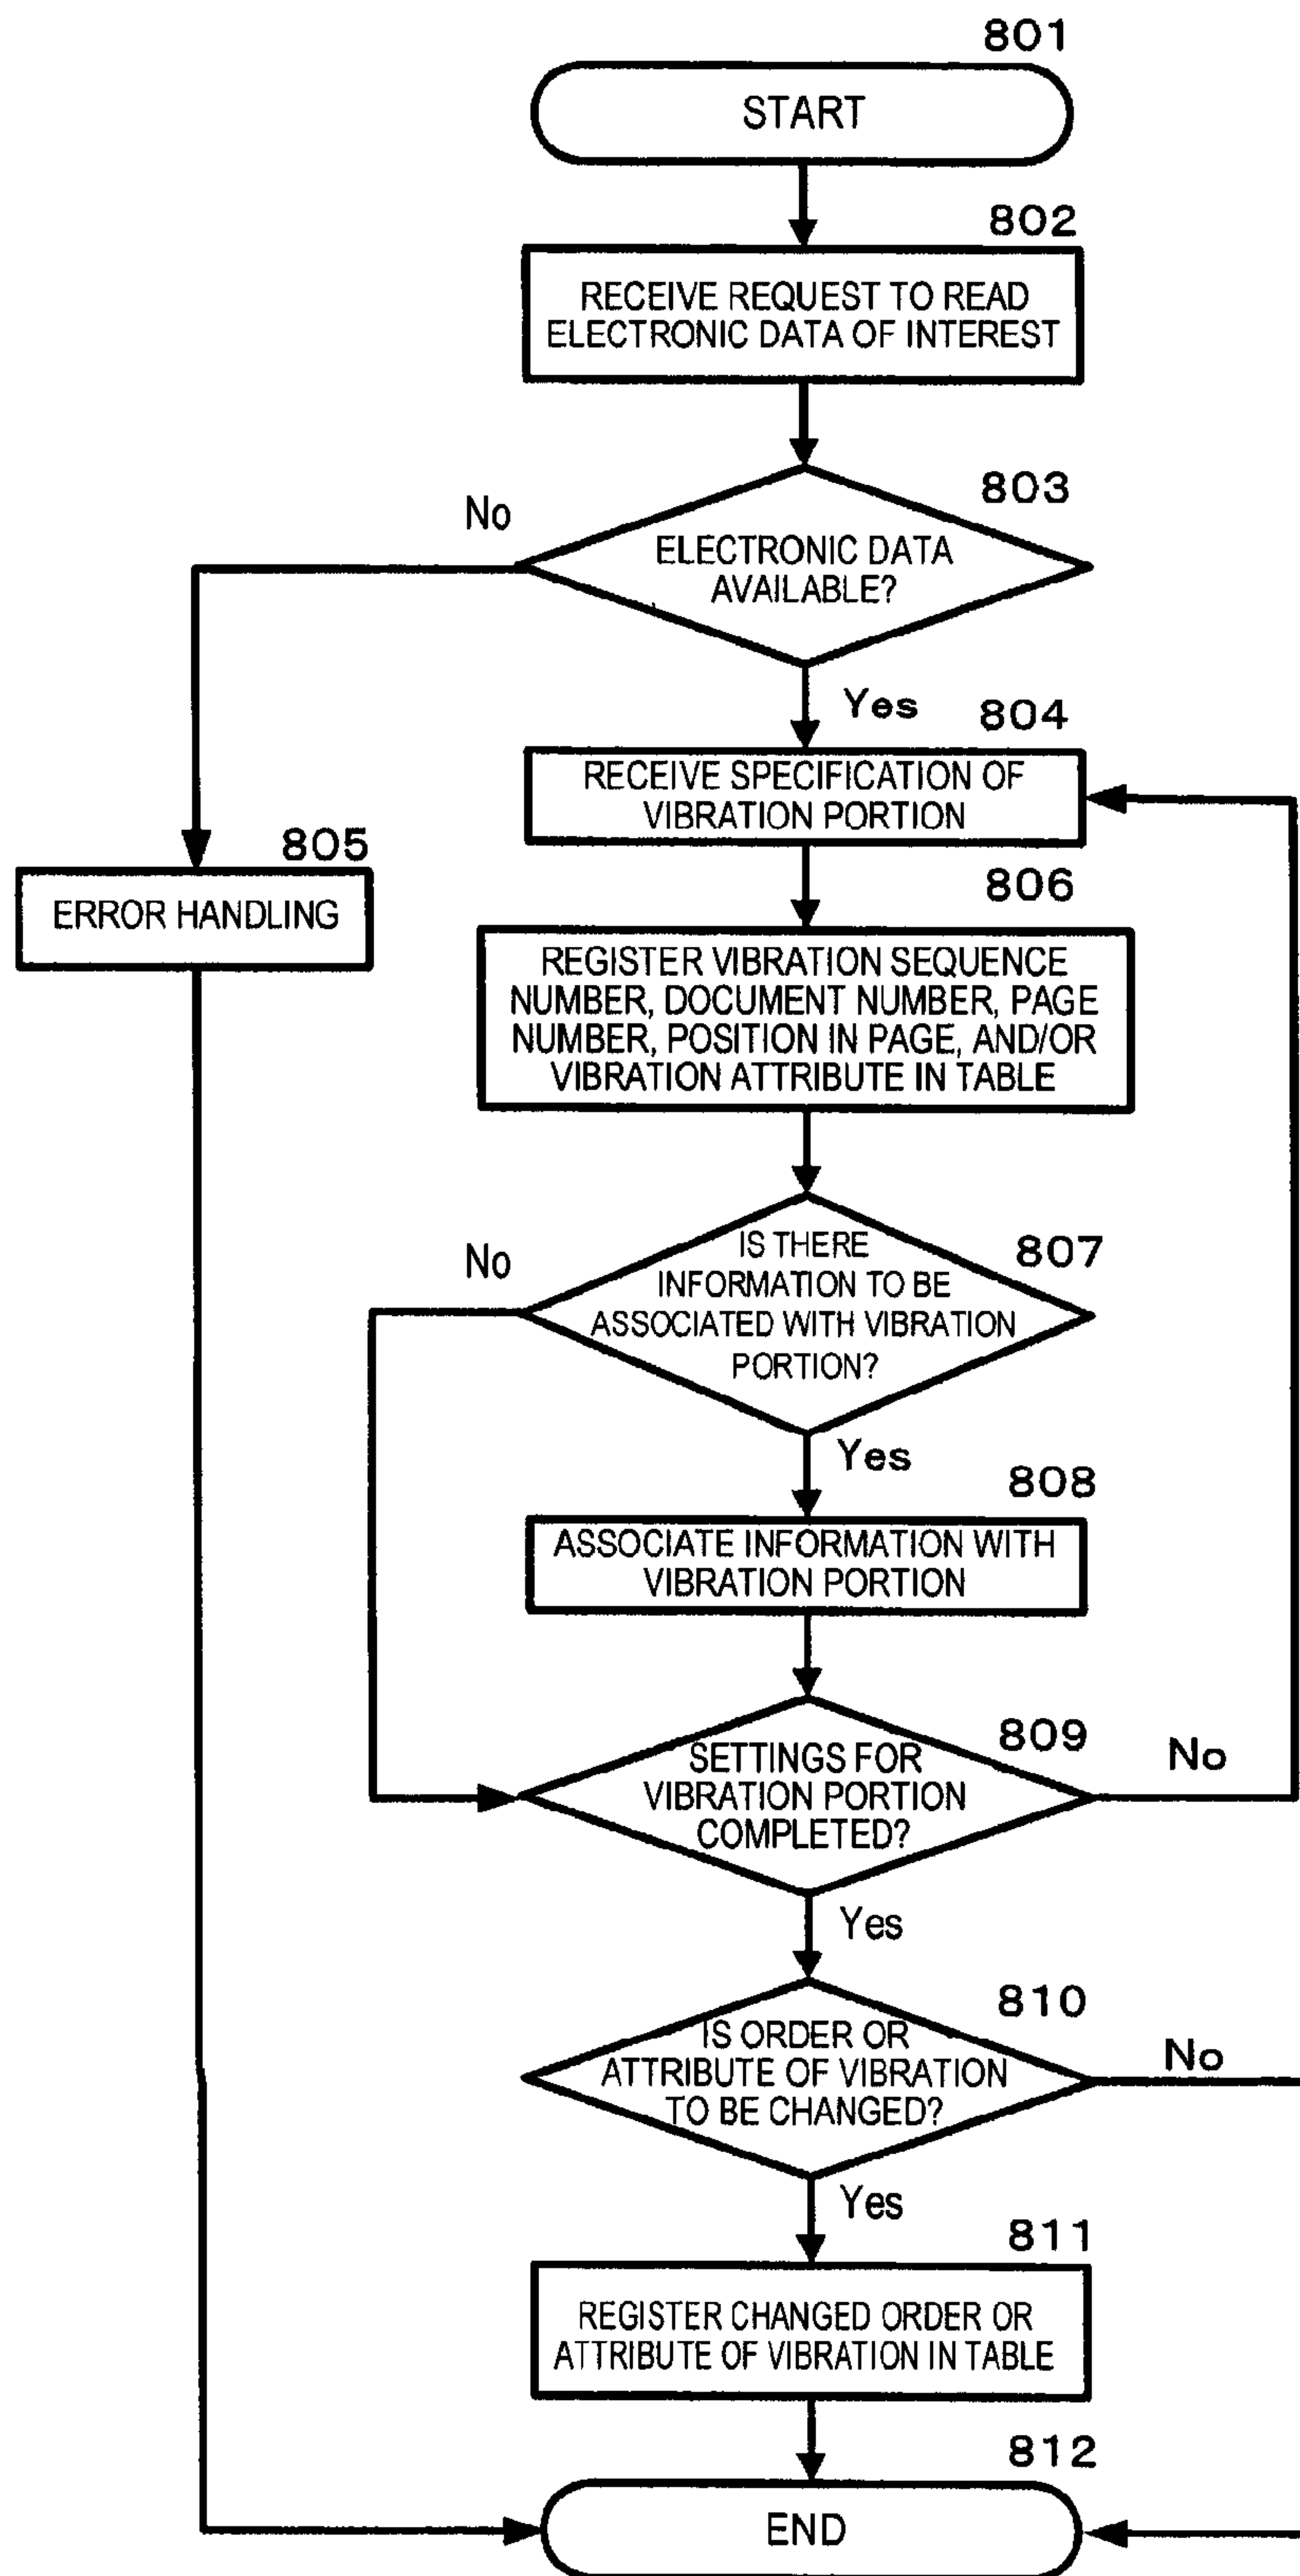 801
START
802
RECEIVE REQUEST TO READ
ELECTRONIC DATA OF INTEREST
803
No
ELECTRONIC DATA
AVAILABLE?
Yes
804
RECEIVE SPECIFICATION OF
VIBRATION PORTION
805
ERROR HANDLING
806
REGISTER VIBRATION SEQUENCE
NUMBER, DOCUMENT NUMBER, PAGE
NUMBER, POSITION IN PAGE, AND/OR
VIBRATION ATTRIBUTE IN TABLE
807
No
IS THERE
INFORMATION TO BE
ASSOCIATED WITH VIBRATION
PORTION?
Yes
808
ASSOCIATE INFORMATION WITH
VIBRATION PORTION
809
No
SETTINGS FOR
VIBRATION PORTION
COMPLETED?
Yes
810
No
IS ORDER OR
ATTRIBUTE OF VIBRATION
TO BE CHANGED?
Yes
811
REGISTER CHANGED ORDER OR
ATTRIBUTE OF VIBRATION IN TABLE
812
END